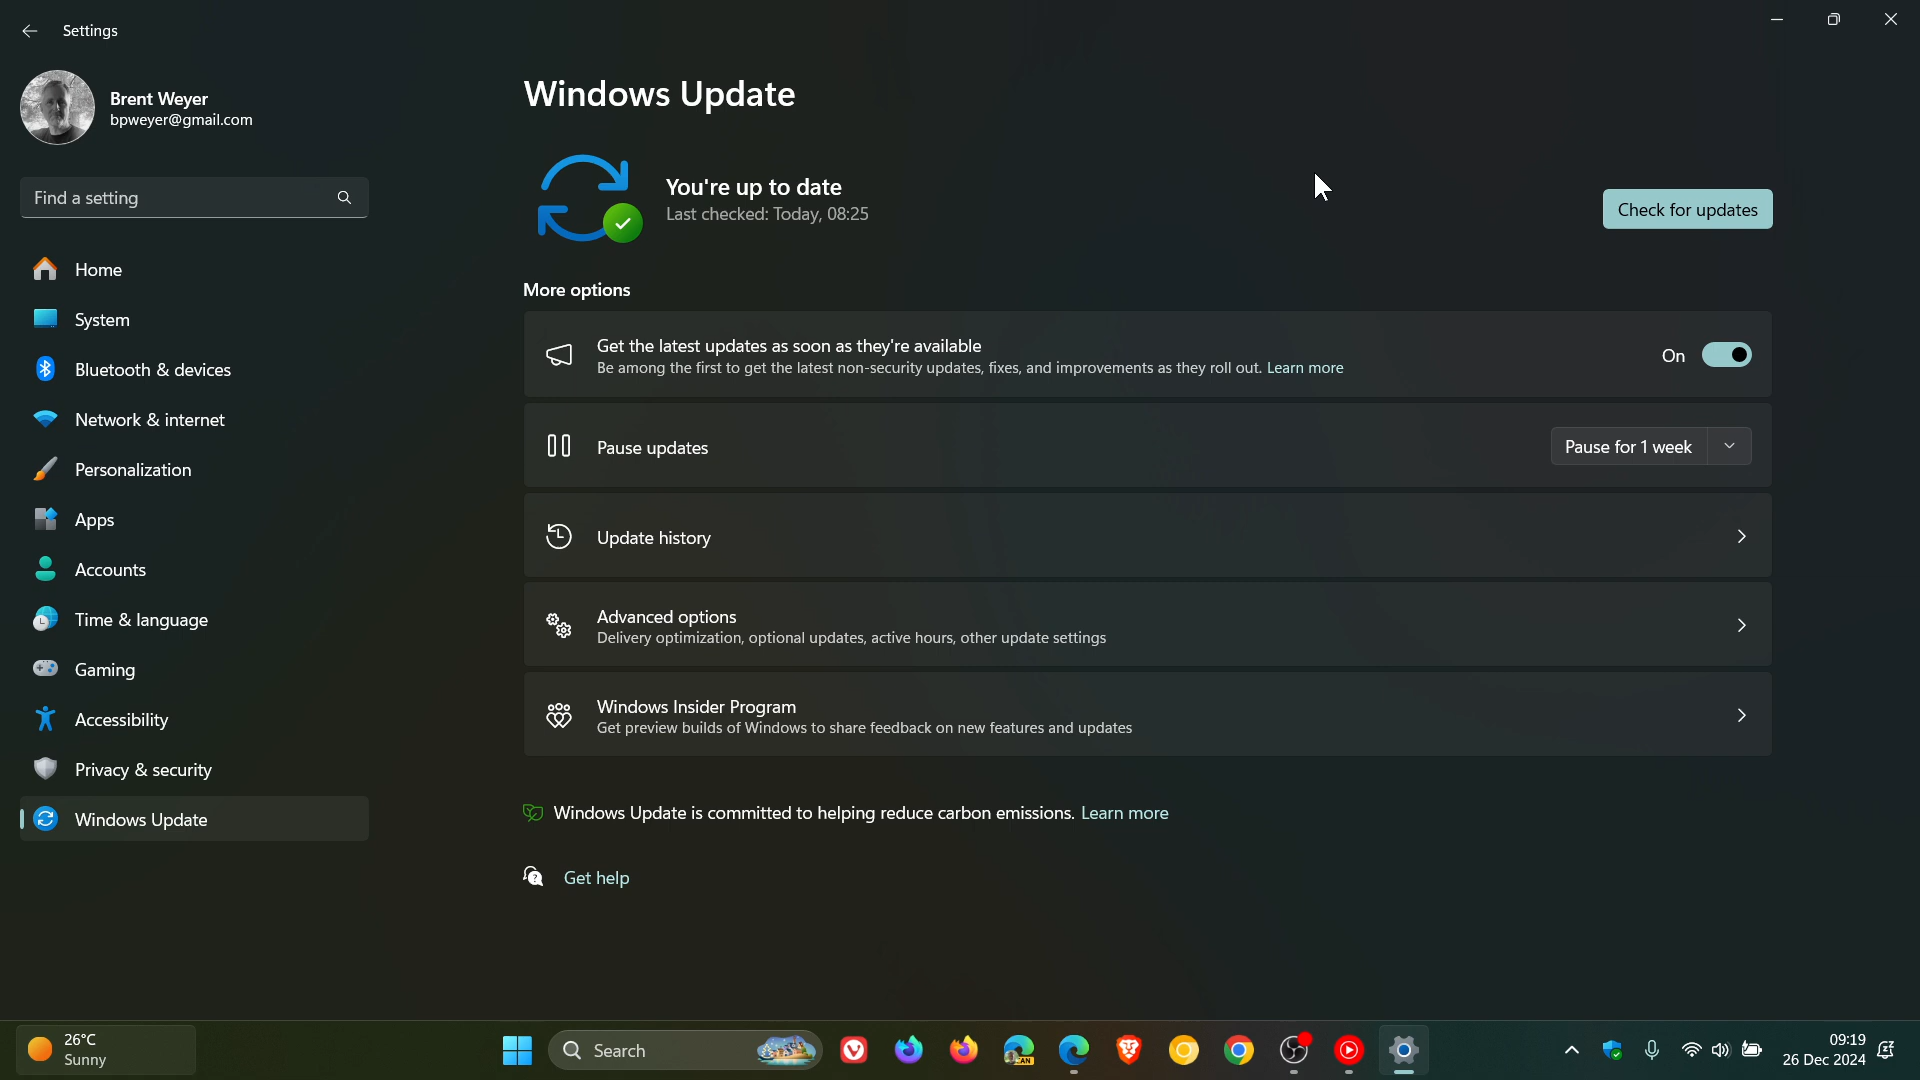 Settings
Brent Weyer
bpweyer@gmail.com
Find a setting
Home
System
Bluetooth & devices
Network & internet
Personalization
Apps
Accounts
Time & language
Gaming
Accessibility
Privacy & security
Windows Update
Windows Update
You're up to date
Last checked: Today, 08:25
Check for updates
More options
Get the latest updates as soon as they're available
Be among the first to get the latest non-security updates, fixes, and improvements as they roll out. Learn more
On
Pause updates
Pause for 1 week
Update history
Advanced options
Delivery optimization, optional updates, active hours, other update settings
Windows Insider Program
Get preview builds of Windows to share feedback on new features and updates
Windows Update is committed to helping reduce carbon emissions. Learn more
Get help
26°C
Sunny
Search
CAN
09:19
26 Dec 2024